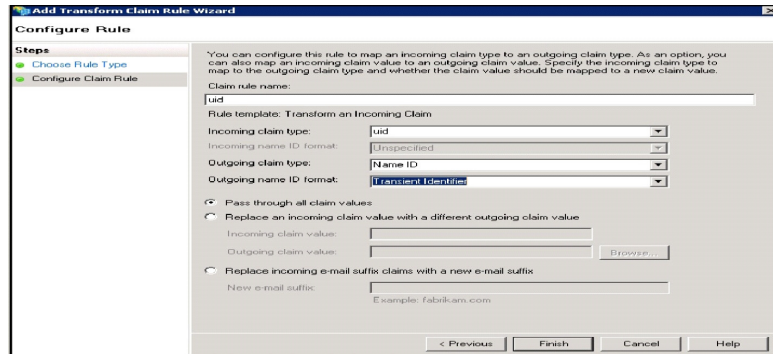 Add Transform Claim Rule Wizard
Configure Rule
Steps
Choose Rule Type
Configure Claim Rule
You can configure this rule to map an incoming claim type to an outgoing claim type. As an option, you
can also map an incoming claim value to an outgoing claim value. Specify the incoming claim type to
map to the outgoing claim type and whether the claim value should be mapped to a new claim value.
Claim rule name:
uid
Rule template: Transform an Incoming Claim
Incoming claim type: uid
Incoming name ID format: Unspecified
Outgoing claim type: Name ID
Outgoing name ID format: Transient Identifier
Pass through all claim values
Replace an incoming claim value with a different outgoing claim value
Incoming claim value:
Outgoing claim value: Browse...
Replace incoming e-mail suffix claims with a new e-mail suffix
New e-mail suffix:
Example: fabrikam.com
< Previous Finish Cancel Help